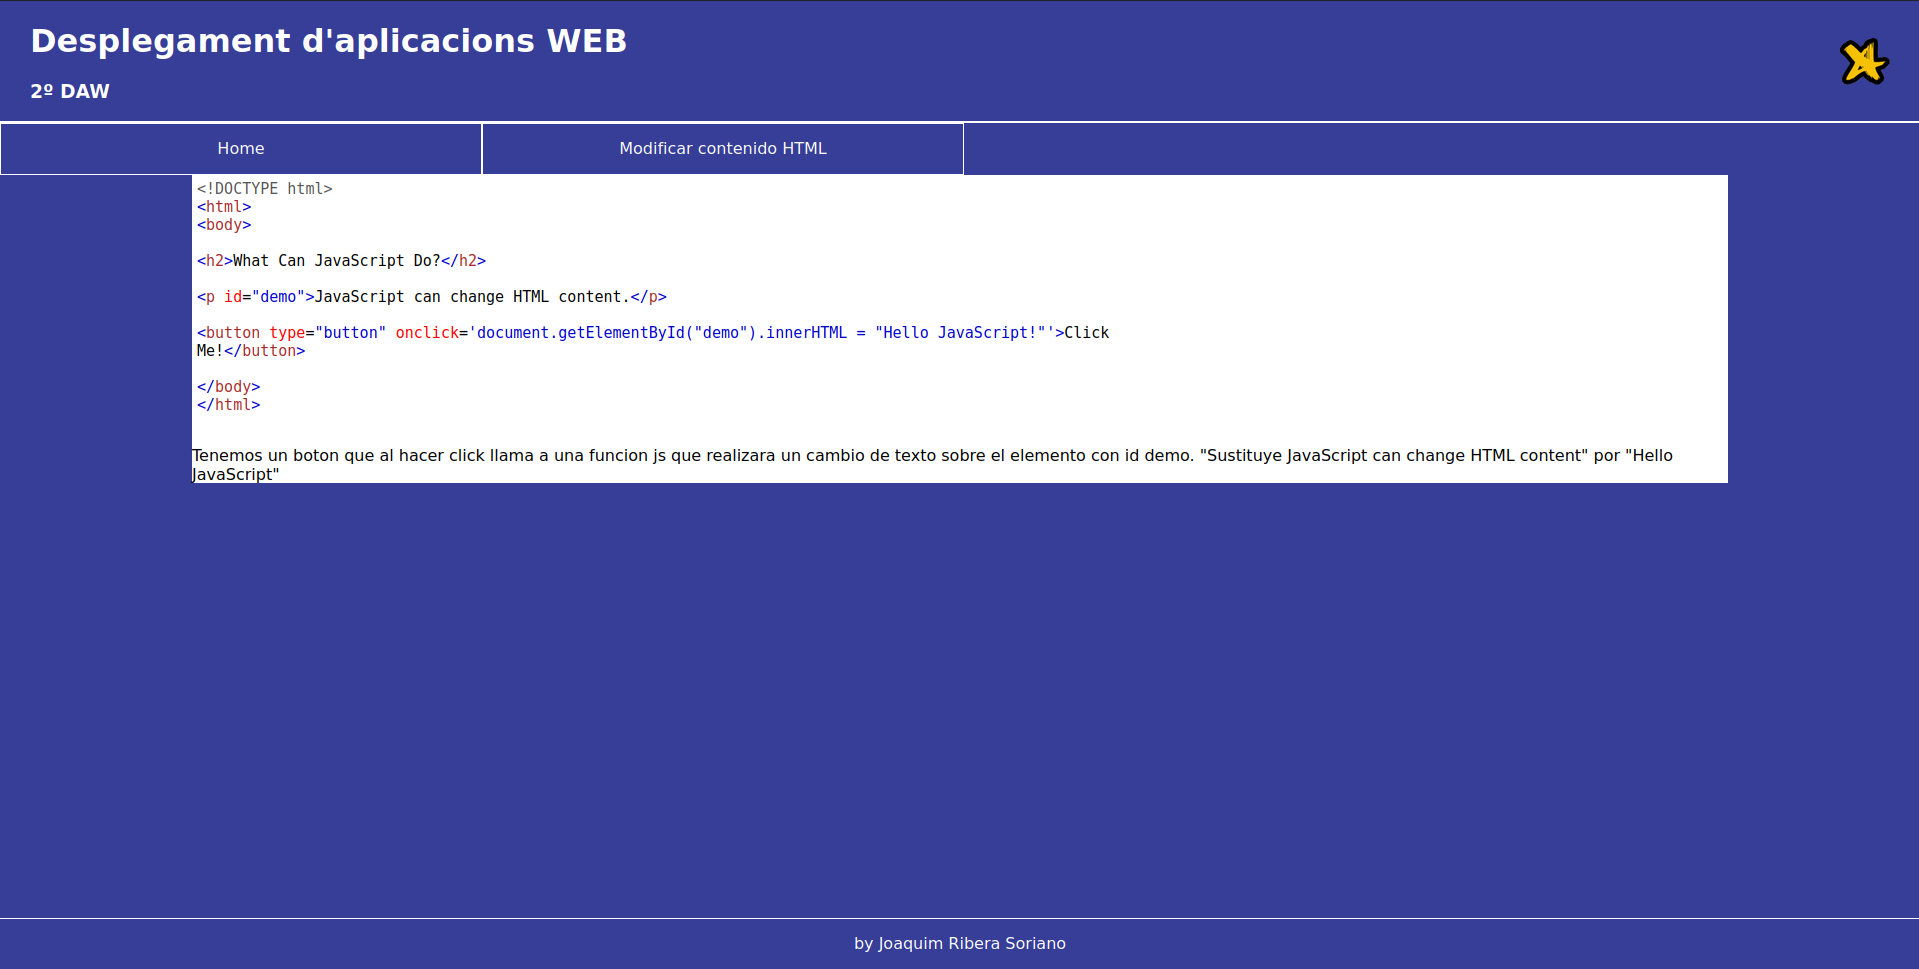 Desplegament d'aplicacions WEB
2º DAW
Home
Modificar contenido HTML
<!DOCTYPE html>
<html>
<body>
<h2>What Can JavaScript Do?</h2>
<p id="demo">JavaScript can change HTML content.</p>
<button type="button" onclick='document.getElementById("demo").innerHTML = "Hello JavaScript!"'>Click
Me!</button>
</body>
</html>
Tenemos un boton que al hacer click llama a una funcion js que realizara un cambio de texto sobre el elemento con id demo. "Sustituye JavaScript can change HTML content" por "Hello
JavaScript"
by Joaquim Ribera Soriano